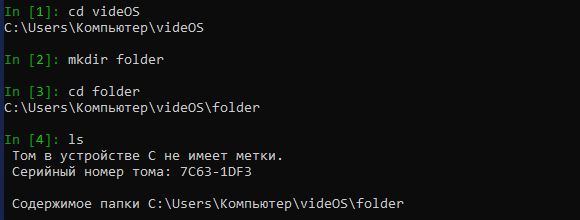 In [1]: cd videOS
C:\Users\Компьютер\videOS
In [2]: mkdir folder
In [3]: cd folder
C:\Users\Компьютер\videOS\folder
In [4]: ls
Том в устройстве C не имеет метки.
Серийный номер тома: 7C63-1DF3
Содержимое папки C:\Users\Компьютер\videOS\folder